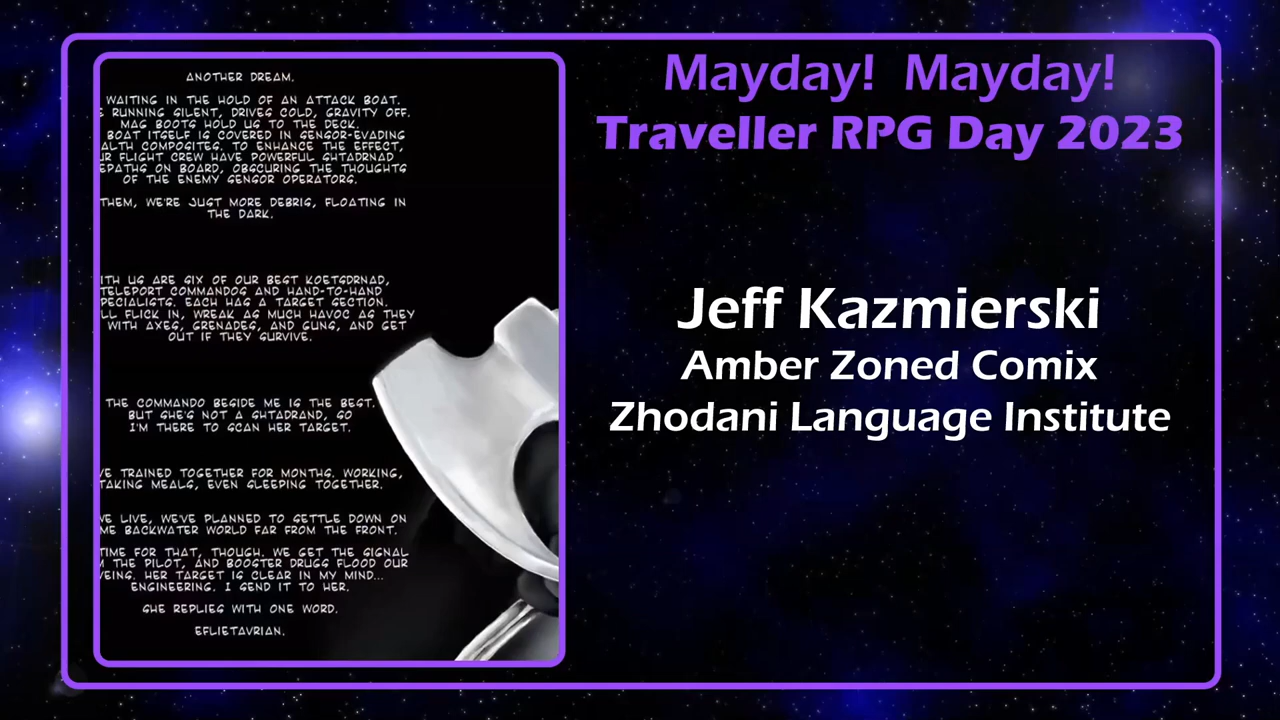 ANOTHER DREAM.
WAITING IN THE HOLD OF AN ATTACK BOAT.
RUNNING SILENT, DRIVES COLD, GRAVITY OFF.
MAG BOOTS HOLD US TO THE DECK.
BOAT ITSELF IS COVERED IN SENSOR-EVADING
ALTH COMPOSITES. TO ENHANCE THE EFFECT,
UR FLIGHT CREW HAVE POWERFUL SHTADRNAD
EPATHS ON BOARD, OBSCURING THE THOUGHTS
OF THE ENEMY SENSOR OPERATORS.
THEM, WE'RE JUST MORE DEBRIS, FLOATING IN
THE DARK.
ITH US ARE SIX OF OUR BEST KOETSDRNAD,
TELEPORT COMMANDOS AND HAND-TO-HAND
PECIALISTS. EACH HAS A TARGET SECTION.
LL FLICK IN, WREAK AS MUCH HAVOC AS THEY
WITH AXES, GRENADES, AND GUNS, AND GET
OUT IF THEY SURVIVE.
THE COMMANDO BESIDE ME IS THE BEST.
BUT SHE'S NOT A SHTADRAND, SO
I'M THERE TO SCAN HER TARGET.
VE TRAINED TOGETHER FOR MONTHS. WORKING,
TAKING MEALS, EVEN SLEEPING TOGETHER.
WE LIVE, WE'VE PLANNED TO SETTLE DOWN ON
ME BACKWATER WORLD FAR FROM THE FRONT.
TIME FOR THAT, THOUGH. WE GET THE SIGNAL
M THE PILOT, AND BOOSTER DRUGS FLOOD OUR
VEINS. HER TARGET IS CLEAR IN MY MIND...
ENGINEERING. I SEND IT TO HER.
SHE REPLIES WITH ONE WORD.
EFLIETAVRIAN.
Mayday! Mayday!
Traveller RPG Day 2023
Jeff Kazmierski
Amber Zoned Comix
Zhodani Language Institute